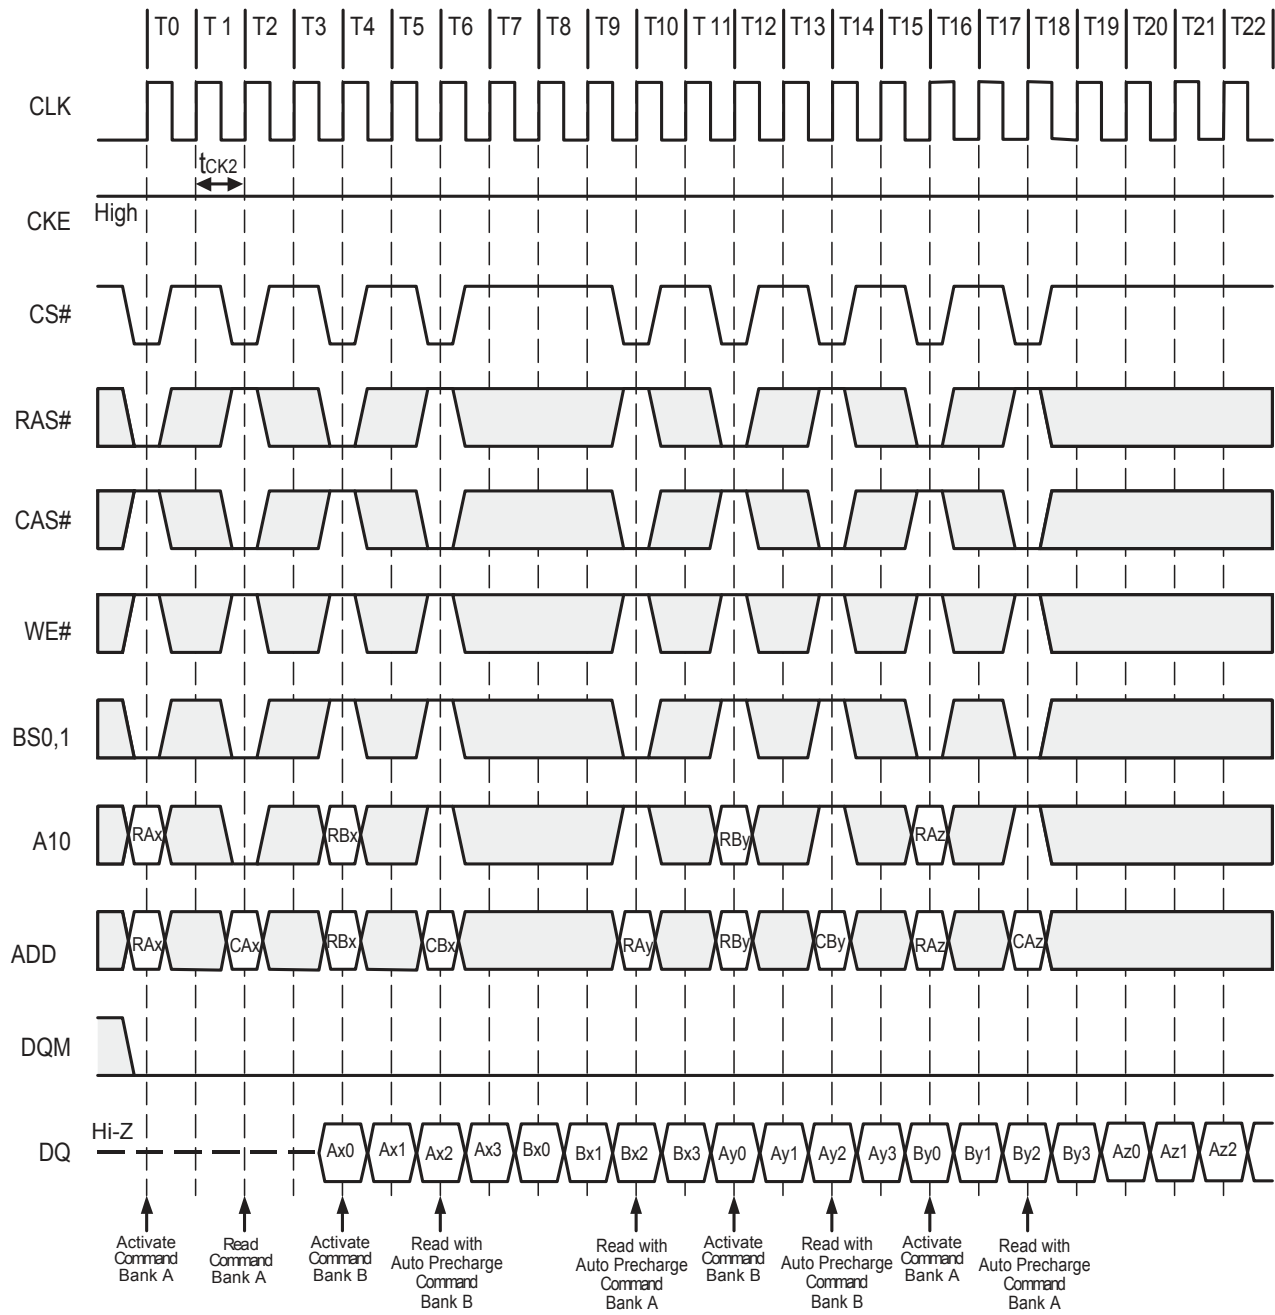 T0 T 1 T2 T3 T4 T5 T6 T7 T8 T9 T10 T 11 T12 T13 T14 T15 T16 T17 T18 T19 T20 T21 T22
CLK
tCK2
CKE High
CS#
RAS#
CAS#
WE#
BS0,1
A10 RAx RBx RBy RAz
ADD RAx CAx RBx CBx RAy RBy CBy RAz CAz
DQM
DQ Hi-Z Ax0 Ax1 Ax2 Ax3 Bx0 Bx1 Bx2 Bx3 Ay0 Ay1 Ay2 Ay3 By0 By1 By2 By3 Az0 Az1 Az2
Activate
Command
Bank A
Read
Command
Bank A
Activate
Command
Bank B
Read with
Auto Precharge
Command
Bank B
Read with
Auto Precharge
Command
Bank A
Activate
Command
Bank B
Read with
Auto Precharge
Command
Bank B
Activate
Command
Bank A
Read with
Auto Precharge
Command
Bank A